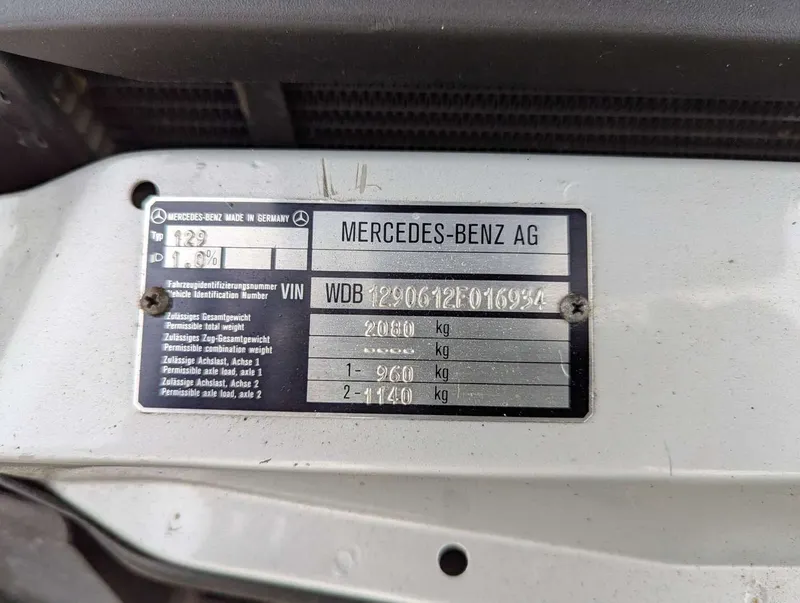 MERCEDES-BENZ MADE IN GERMANY
Typ 129
1.0%
MERCEDES-BENZ AG
Fahrzeugidentifizierungsnummer
Vehicle Identification Number
VIN
WDB1290612F016934
Zulässiges Gesamtgewicht
Permissible total weight
2080 kg
Zulässiges Zug-Gesamtgewicht
Permissible combination weight
kg
Zulässige Achslast, Achse 1
Permissible axle load, axle 1
1- 960 kg
Zulässige Achslast, Achse 2
Permissible axle load, axle 2
2- 1140 kg